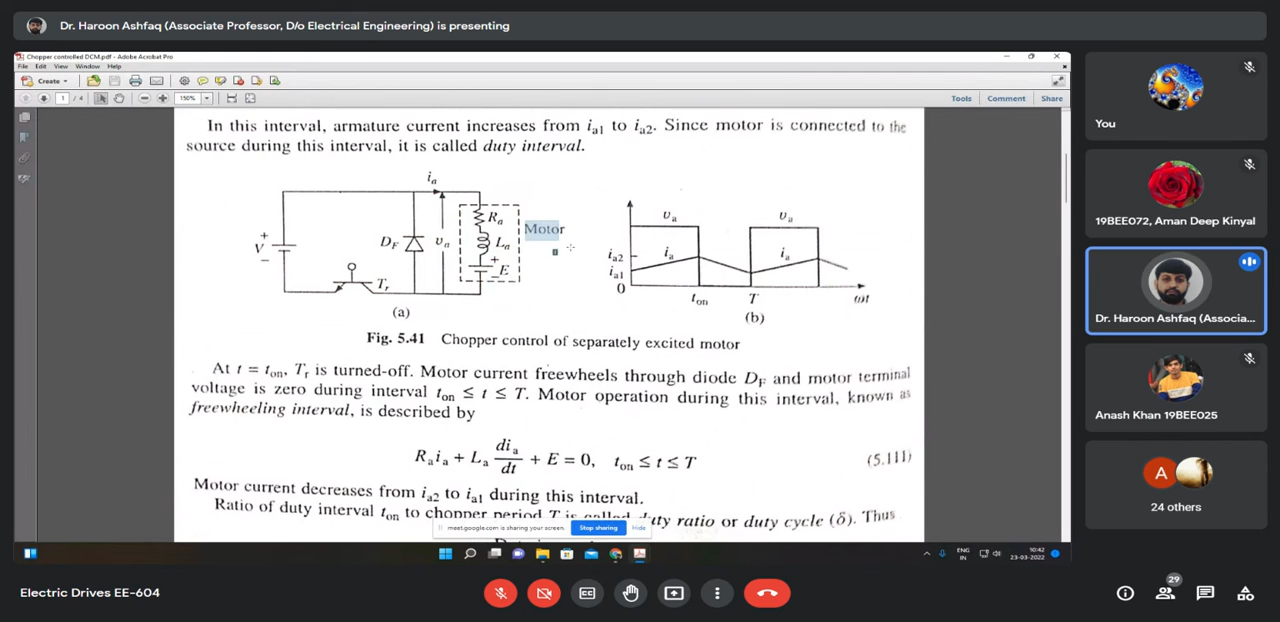 Dr. Haroon Ashfaq (Associate Professor, D/o Electrical Engineering) is presenting
Chopper controlled DCM.pdf - Adobe Acrobat Pro
File Edit View Window Help
Create
1 / 4
150%
Tools Comment Share
In this interval, armature current increases from ia1 to ia2. Since motor is connected to the
source during this interval, it is called duty interval.
ia
+
V
−
DF
va
Ra
La
+
− E
Motor
Tr
(a)
va
va
ia2
ia
ia
ia1
0
ton
T
ωt
(b)
Fig. 5.41 Chopper control of separately excited motor
At t = ton, Tr is turned-off. Motor current freewheels through diode DF and motor terminal
voltage is zero during interval ton ≤ t ≤ T. Motor operation during this interval, known as
freewheeling interval, is described by
Raia + La dia/dt + E = 0, ton ≤ t ≤ T (5.111)
Motor current decreases from ia2 to ia1 during this interval.
Ratio of duty interval ton to chopper period T is called duty ratio or duty cycle (δ). Thus
meet.google.com is sharing your screen.
Stop sharing
Hide
ENG
IN
10:42
23-03-2022
You
19BEE072, Aman Deep Kinyal
Dr. Haroon Ashfaq (Associa...
Anash Khan 19BEE025
A
24 others
Electric Drives EE-604
29